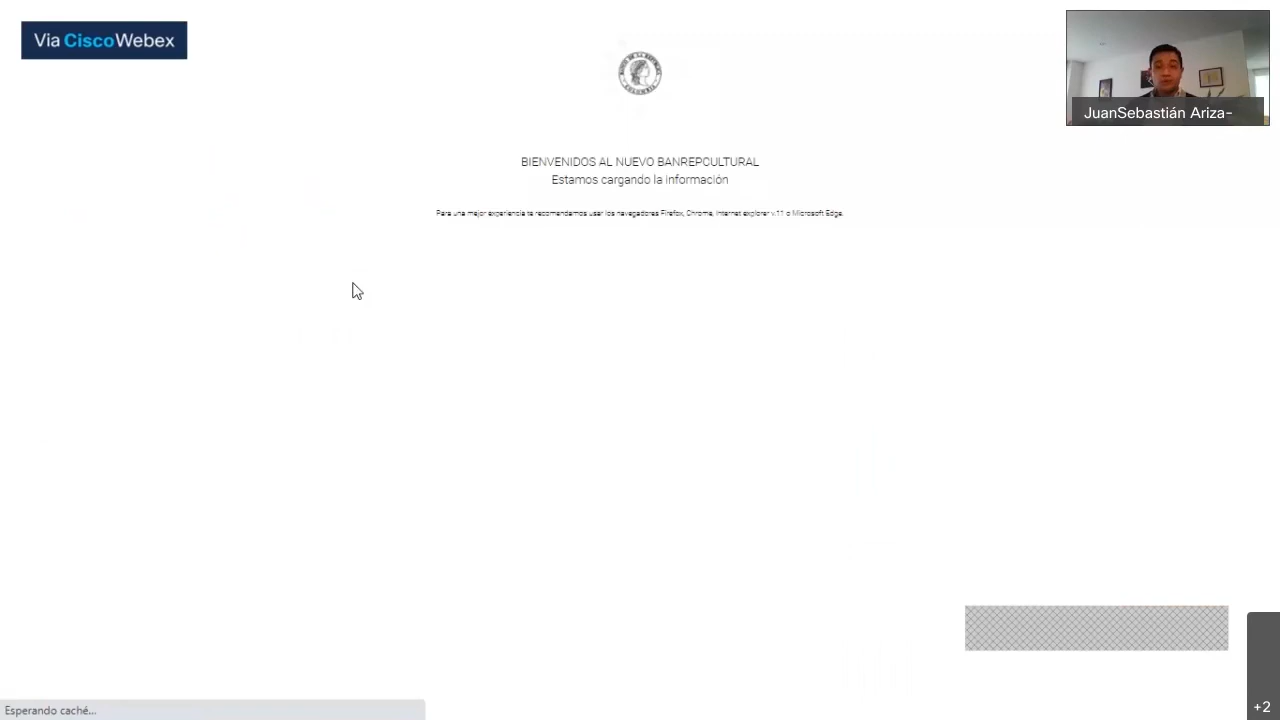 Via CiscoWebex
JuanSebastián Ariza-
BIENVENIDOS AL NUEVO BANREPCULTURAL
Estamos cargando la información
Para una mejor experiencia te recomendamos usar los navegadores Firefox, Chrome, Internet explorer v.11 o Microsoft Edge.
+2
Esperando caché...